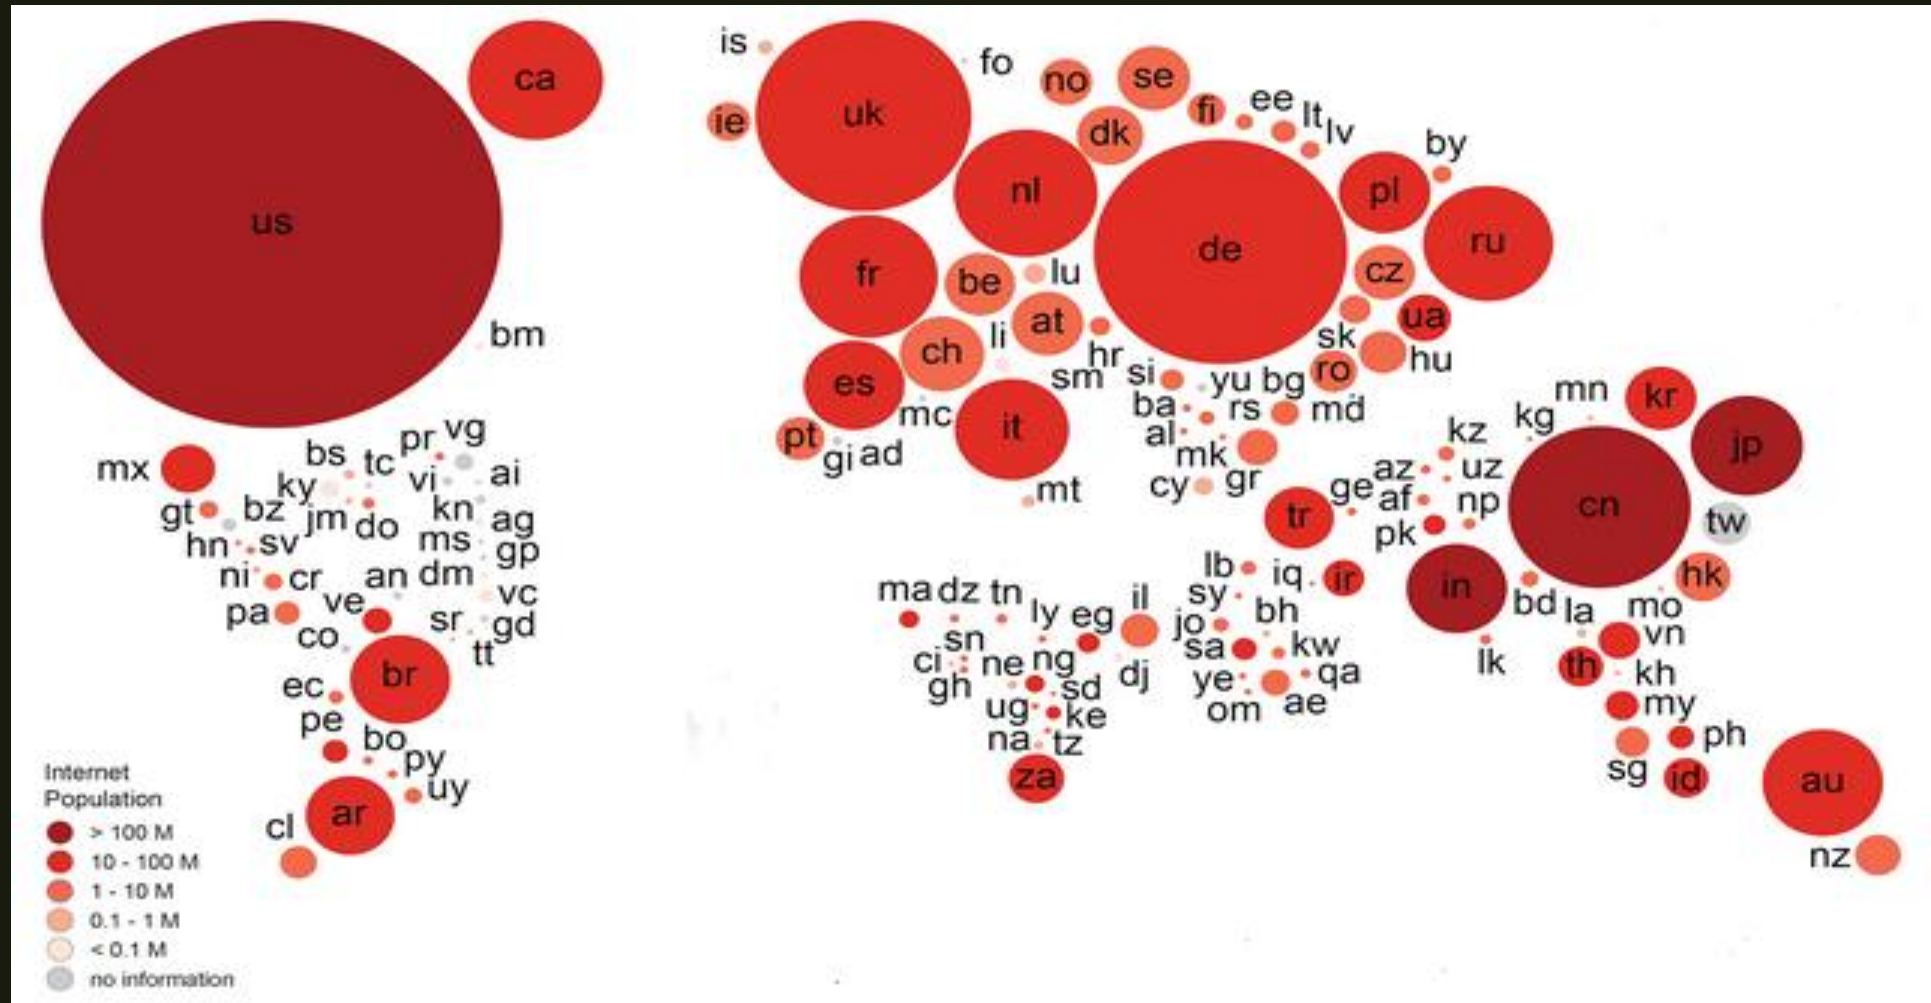 us
ca
bm
mx
gt
bz
hn
sv
ni
cr
pa
bs
tc
pr
vg
ky
vi
ai
jm
do
kn
ag
ms
gp
an
dm
vc
ve
sr
gd
co
tt
br
ec
pe
bo
py
uy
ar
cl
is
fo
uk
ie
no
se
fi
ee
lt
lv
dk
by
nl
pl
de
ru
fr
be
lu
cz
at
li
ua
ch
hr
sk
hu
sm
si
yu
bg
ro
es
mc
ba
rs
md
pt
gi
ad
it
al
mk
gr
mt
cy
mn
kr
kg
jp
kz
az
uz
ge
af
np
cn
tr
pk
tw
lb
iq
ir
in
bd
hk
sy
bh
la
mo
jo
vn
sa
kw
lk
th
kh
ye
qa
om
ae
my
ph
sg
id
au
nz
ma
dz
tn
ly
eg
il
sn
ci
ne
ng
dj
gh
sd
ug
ke
na
tz
za
Internet
Population
> 100 M
10 - 100 M
1 - 10 M
0.1 - 1 M
< 0.1 M
no information